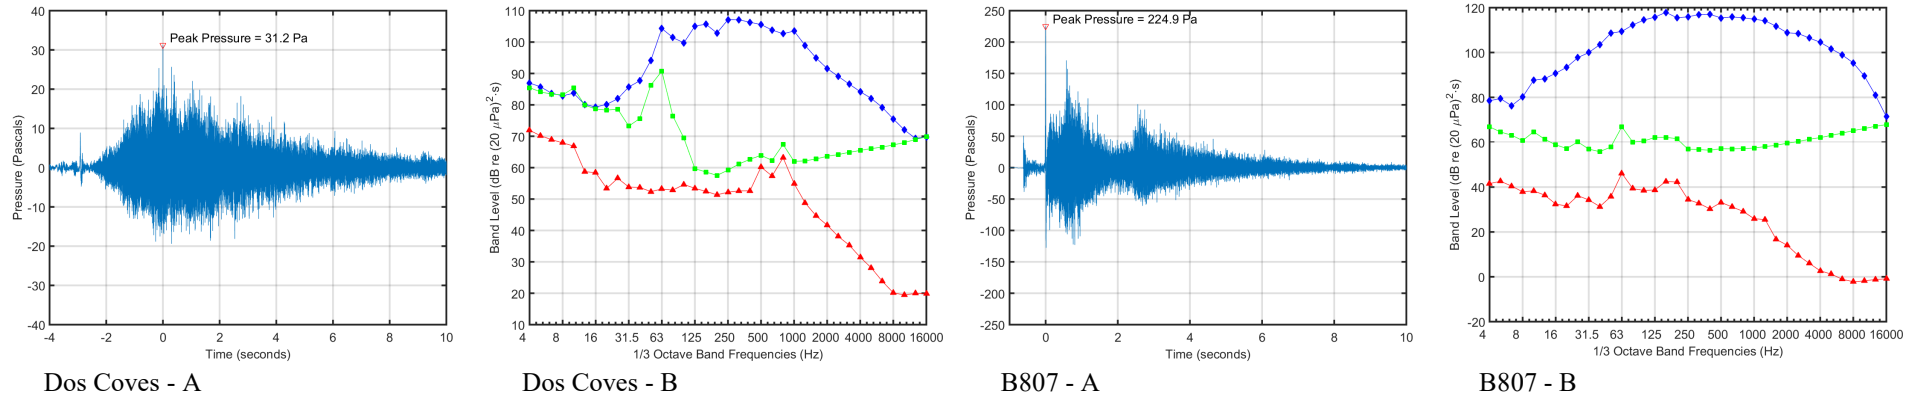 Peak Pressure = 31.2 Pa
40
30
20
10
0
-10
-20
-30
-40
-4 -2 0 2 4 6 8 10
Pressure (Pascals)
Time (seconds)
Dos Coves - A
110
100
90
80
70
60
50
40
30
20
10
4 8 16 31.5 63 125 250 500 1000 2000 4000 8000 16000
Band Level (dB re (20 μPa)²·s)
1/3 Octave Band Frequencies (Hz)
Dos Coves - B
Peak Pressure = 224.9 Pa
250
200
150
100
50
0
-50
-100
-150
-200
-250
0 2 4 6 8 10
Pressure (Pascals)
Time (seconds)
B807 - A
120
100
80
60
40
20
0
-20
4 8 16 31.5 63 125 250 500 1000 2000 4000 8000 16000
Band Level (dB re (20 μPa)²·s)
1/3 Octave Band Frequencies (Hz)
B807 - B